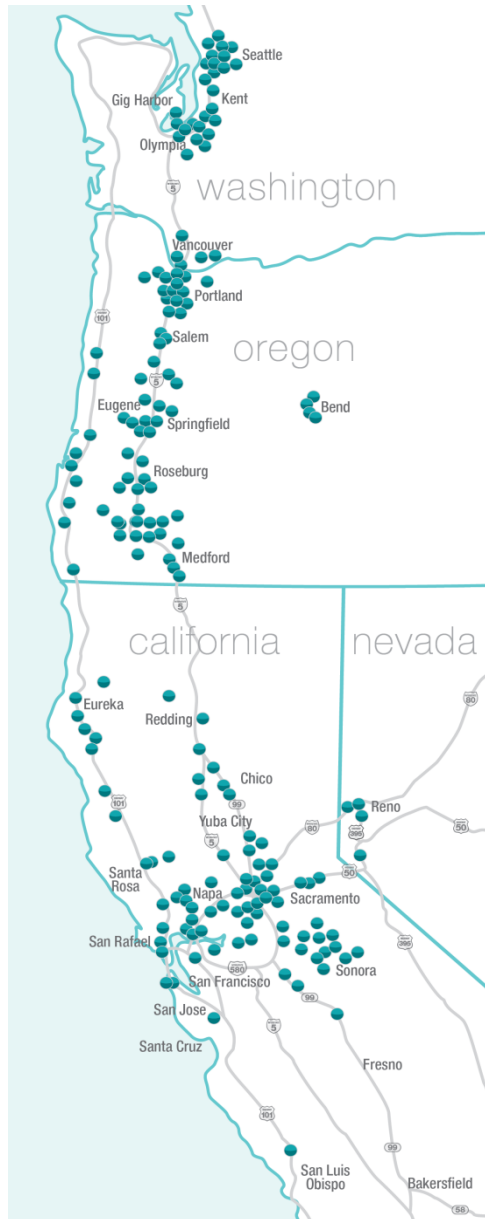 Seattle
Gig Harbor
Kent
Olympia
5
washington
Vancouver
Portland
101
Salem
oregon
5
Eugene
Bend
Springfield
Roseburg
Medford
5
california
nevada
80
Eureka
Redding
Chico
99
Reno
101
Yuba City
80
50
395
5
Santa
Rosa
50
Napa
Sacramento
395
San Rafael
580
Sonora
San Francisco
99
San Jose
5
Santa Cruz
Fresno
101
99
San Luis
Obispo
Bakersfield
58